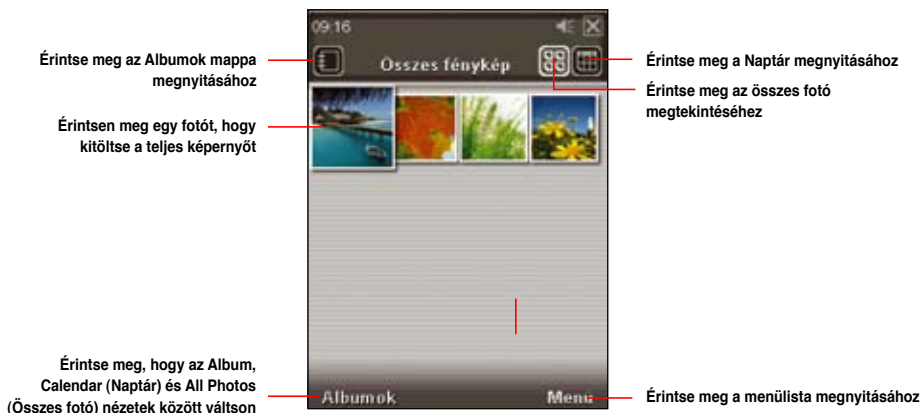 09:16
Összes fénykép
Albumok
Menü
Érintse meg az Albumok mappa
megnyitásához
Érintsen meg egy fotót, hogy
kitöltse a teljes képernyőt
Érintse meg, hogy az Album,
Calendar (Naptár) és All Photos
(Összes fotó) nézetek között váltson
Érintse meg a Naptár megnyitásához
Érintse meg az összes fotó
megtekintéséhez
Érintse meg a menülista megnyitásához